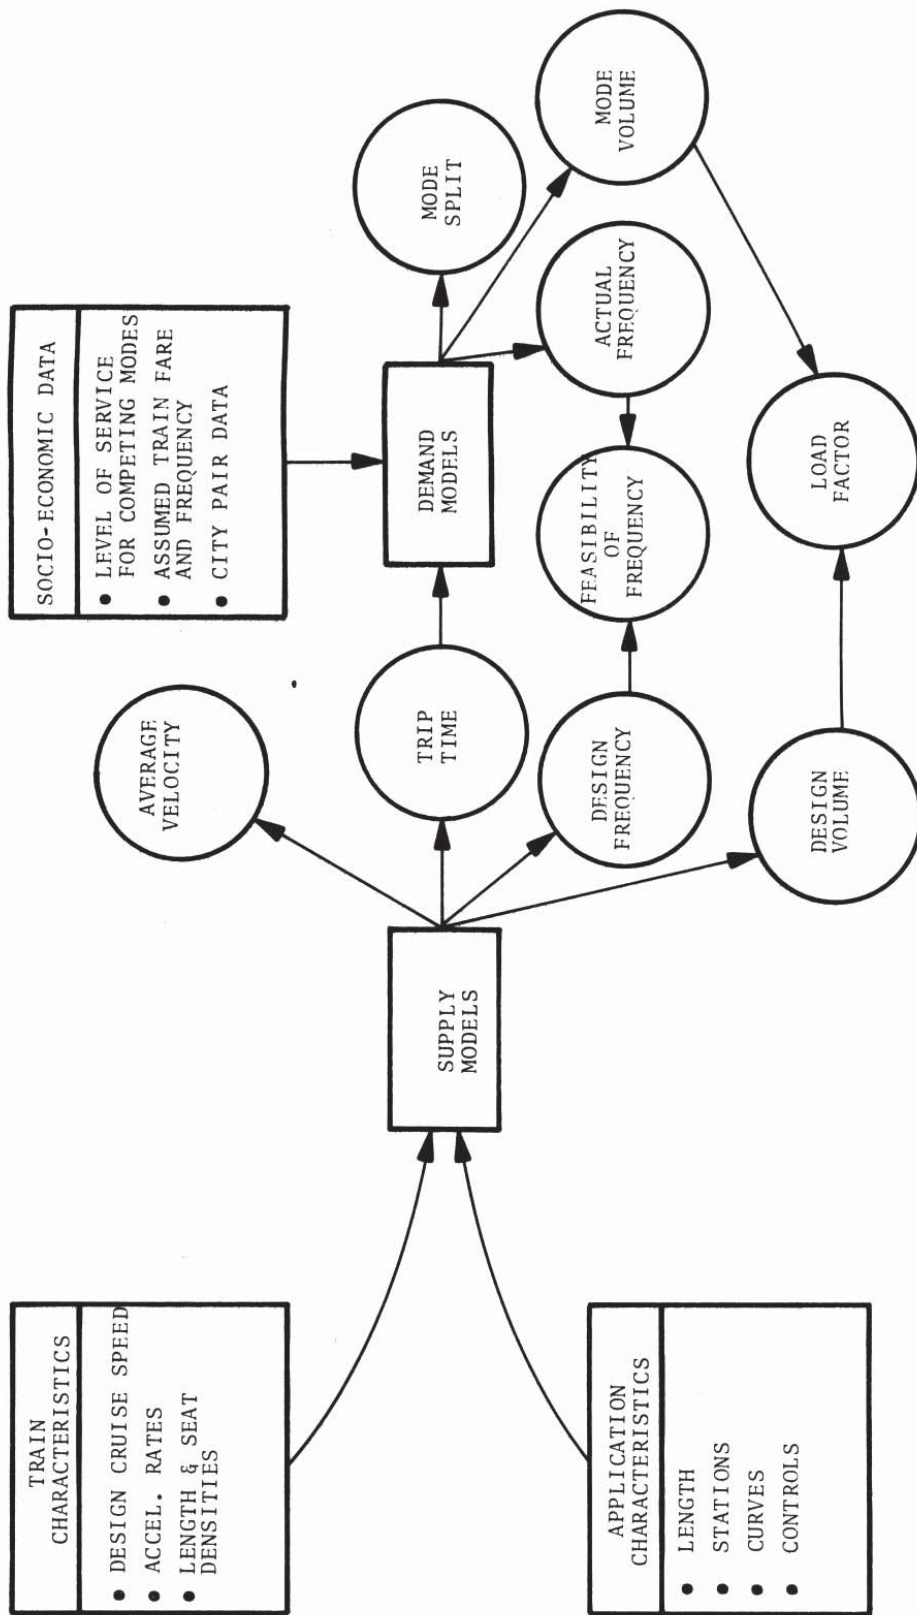 TRAIN
CHARACTERISTICS
• DESIGN CRUISE SPEED
• ACCEL. RATES
• LENGTH & SEAT
DENSITIES
APPLICATION
CHARACTERISTICS
• LENGTH
• STATIONS
• CURVES
• CONTROLS
SUPPLY
MODELS
AVERAGE
VELOCITY
TRIP
TIME
DESIGN
FREQUENCY
DESIGN
VOLUME
SOCIO-ECONOMIC DATA
• LEVEL OF SERVICE
FOR COMPETING MODES
• ASSUMED TRAIN FARE
AND FREQUENCY
• CITY PAIR DATA
DEMAND
MODELS
FEASIBILITY
OF
FREQUENCY
LOAD
FACTOR
MODE
SPLIT
ACTUAL
FREQUENCY
MODE
VOLUME